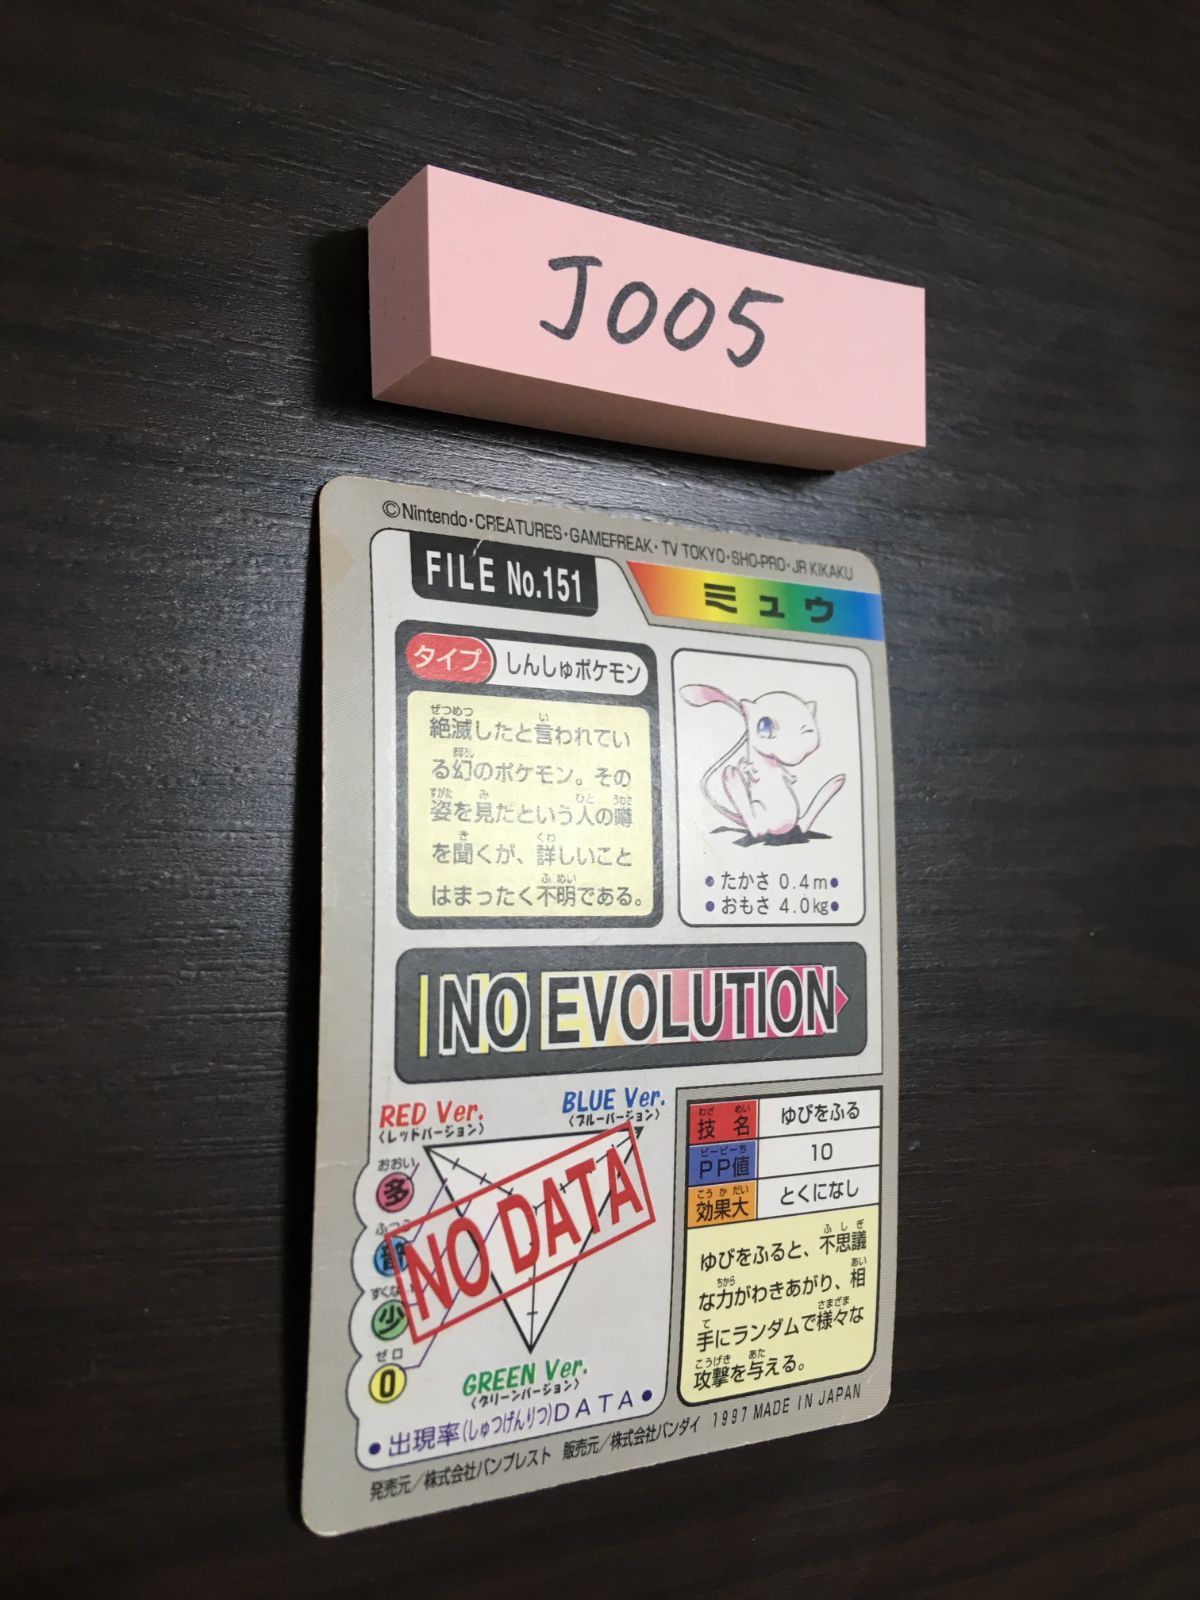 J005
©Nintendo・CREATURES・GAMEFREAK・TV TOKYO・SHO-PRO・JR KIKAKU
FILE No.151
ミュウ
タイプ しんしゅポケモン
絶滅したと言われてい
る幻のポケモン。その
姿を見たという人の噂
を聞くが、詳しいこと
はまったく不明である。
・たかさ 0.4m・
・おもさ 4.0kg・
NO EVOLUTION
RED Ver.
〈レッドバージョン〉
BLUE Ver.
〈ブルーバージョン〉
おおい
多
ふつう
普
すくな
少
ゼロ
0
NO DATA
GREEN Ver.
〈グリーンバージョン〉
・出現率(しゅつげんりつ)DATA・
技名 ゆびをふる
PP値 10
効果大 とくになし
ゆびをふると、不思議
な力がわきあがり、相
手にランダムで様々な
攻撃を与える。
発売元／株式会社バンプレスト 販売元／株式会社バンダイ 1997 MADE IN JAPAN